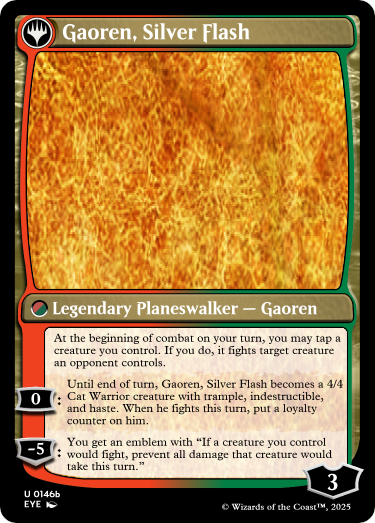 Gaoren, Silver Flash
Legendary Planeswalker — Gaoren
At the beginning of combat on your turn, you may tap a
creature you control. If you do, it fights target creature
an opponent controls.
0: Until end of turn, Gaoren, Silver Flash becomes a 4/4
Cat Warrior creature with trample, indestructible,
and haste. When he fights this turn, put a loyalty
counter on him.
-5: You get an emblem with “If a creature you control
would fight, prevent all damage that creature would
take this turn.”
3
U 0146b
EYE
© Wizards of the Coast™, 2025